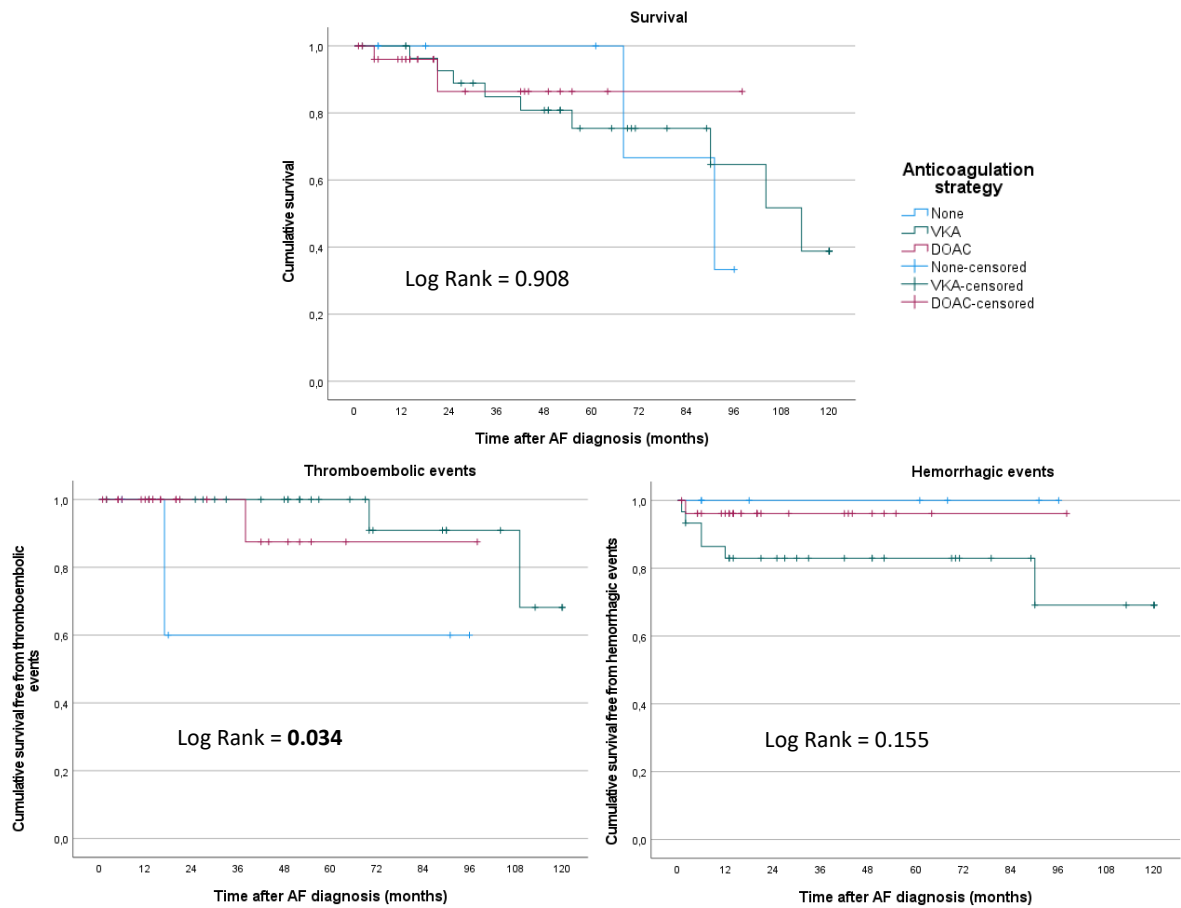 Survival
Cumulative survival
1,0
0,8
0,6
0,4
0,2
0,0
0 12 24 36 48 60 72 84 96 108 120
Time after AF diagnosis (months)
Log Rank = 0.908
Anticoagulation
strategy
None
VKA
DOAC
None-censored
VKA-censored
DOAC-censored
Thromboembolic events
Cumulative survival free from thromboembolic
events
1,0
0,8
0,6
0,4
0,2
0,0
0 12 24 36 48 60 72 84 96 108 120
Time after AF diagnosis (months)
Log Rank = 0.034
Hemorrhagic events
Cumulative survival free from hemorrhagic events
1,0
0,8
0,6
0,4
0,2
0,0
0 12 24 36 48 60 72 84 96 108 120
Time after AF diagnosis (months)
Log Rank = 0.155